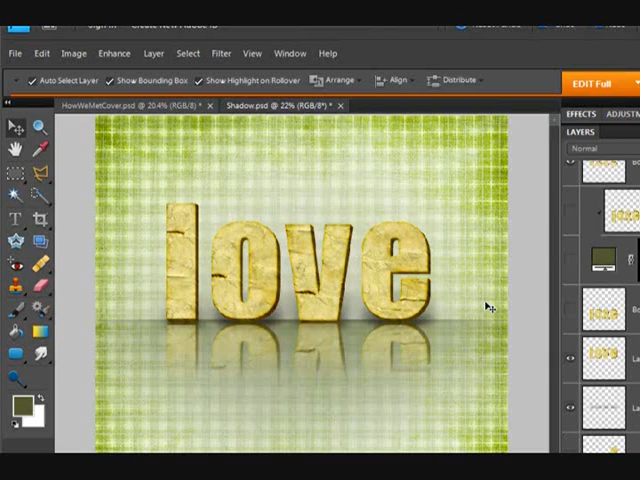 File Edit Image Enhance Layer Select Filter View Window Help
Auto Select Layer Show Bounding Box Show Highlight on Rollover Arrange Align Distribute
EDIT Full
HowWeMetCover.psd @ 20.4% (RGB/8) * × Shadow.psd @ 22% (RGB/8*) * ×
EFFECTS
LAYERS
Normal
love